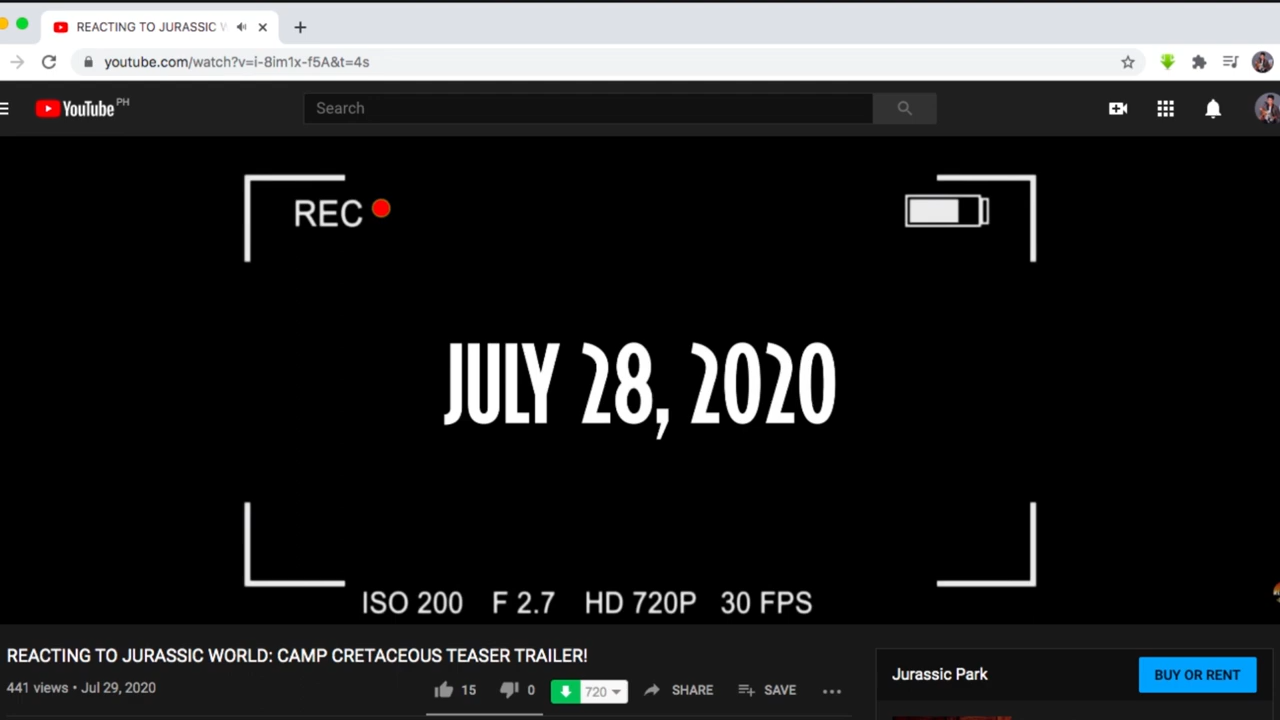 REACTING TO JURASSIC W
youtube.com/watch?v=i-8im1x-f5A&t=4s
YouTube PH
Search
REC
JULY 28, 2020
ISO 200 F 2.7 HD 720P 30 FPS
REACTING TO JURASSIC WORLD: CAMP CRETACEOUS TEASER TRAILER!
441 views • Jul 29, 2020
15 0 720 SHARE SAVE
Jurassic Park
BUY OR RENT